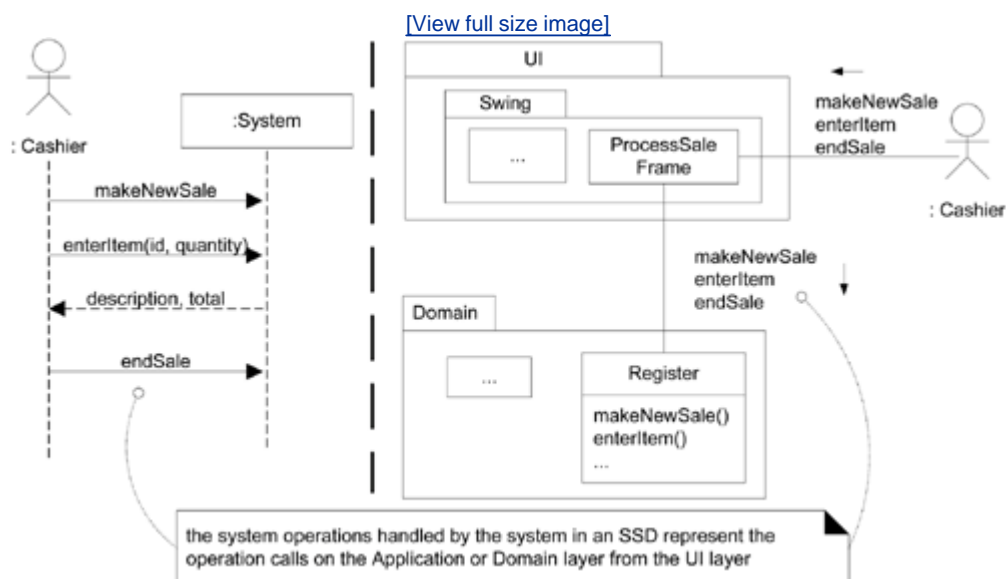 [View full size image]
: Cashier
:System
makeNewSale
enterItem(id, quantity)
description, total
endSale
UI
Swing
...
ProcessSale
Frame
makeNewSale
enterItem
endSale
: Cashier
makeNewSale
enterItem
endSale
Domain
...
Register
makeNewSale()
enterItem()
...
the system operations handled by the system in an SSD represent the
operation calls on the Application or Domain layer from the UI layer